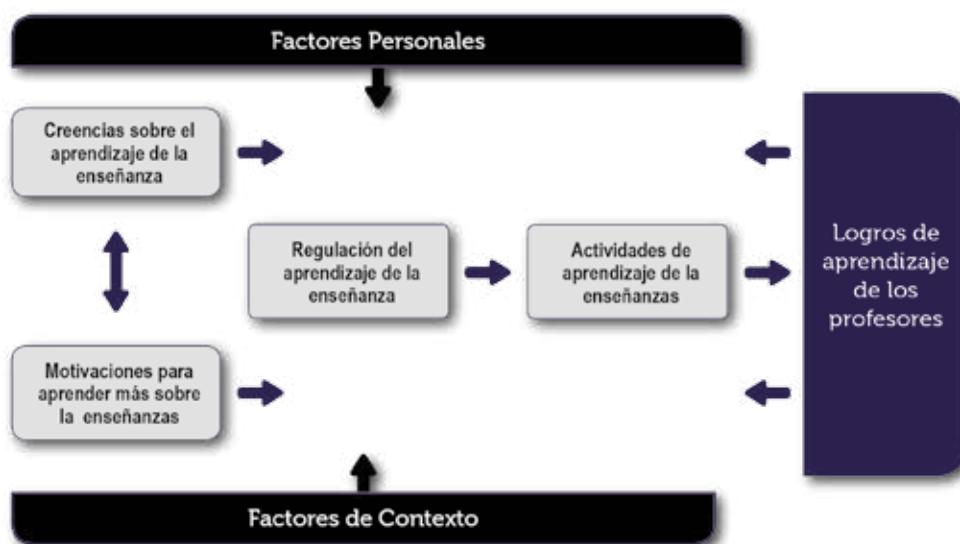 Factores Personales
Creencias sobre el
aprendizaje de la
enseñanza
Regulación del
aprendizaje de la
enseñanza
Actividades de
aprendizaje de la
enseñanzas
Logros de
aprendizaje
de los
profesores
Motivaciones para
aprender más sobre
la enseñanzas
Factores de Contexto